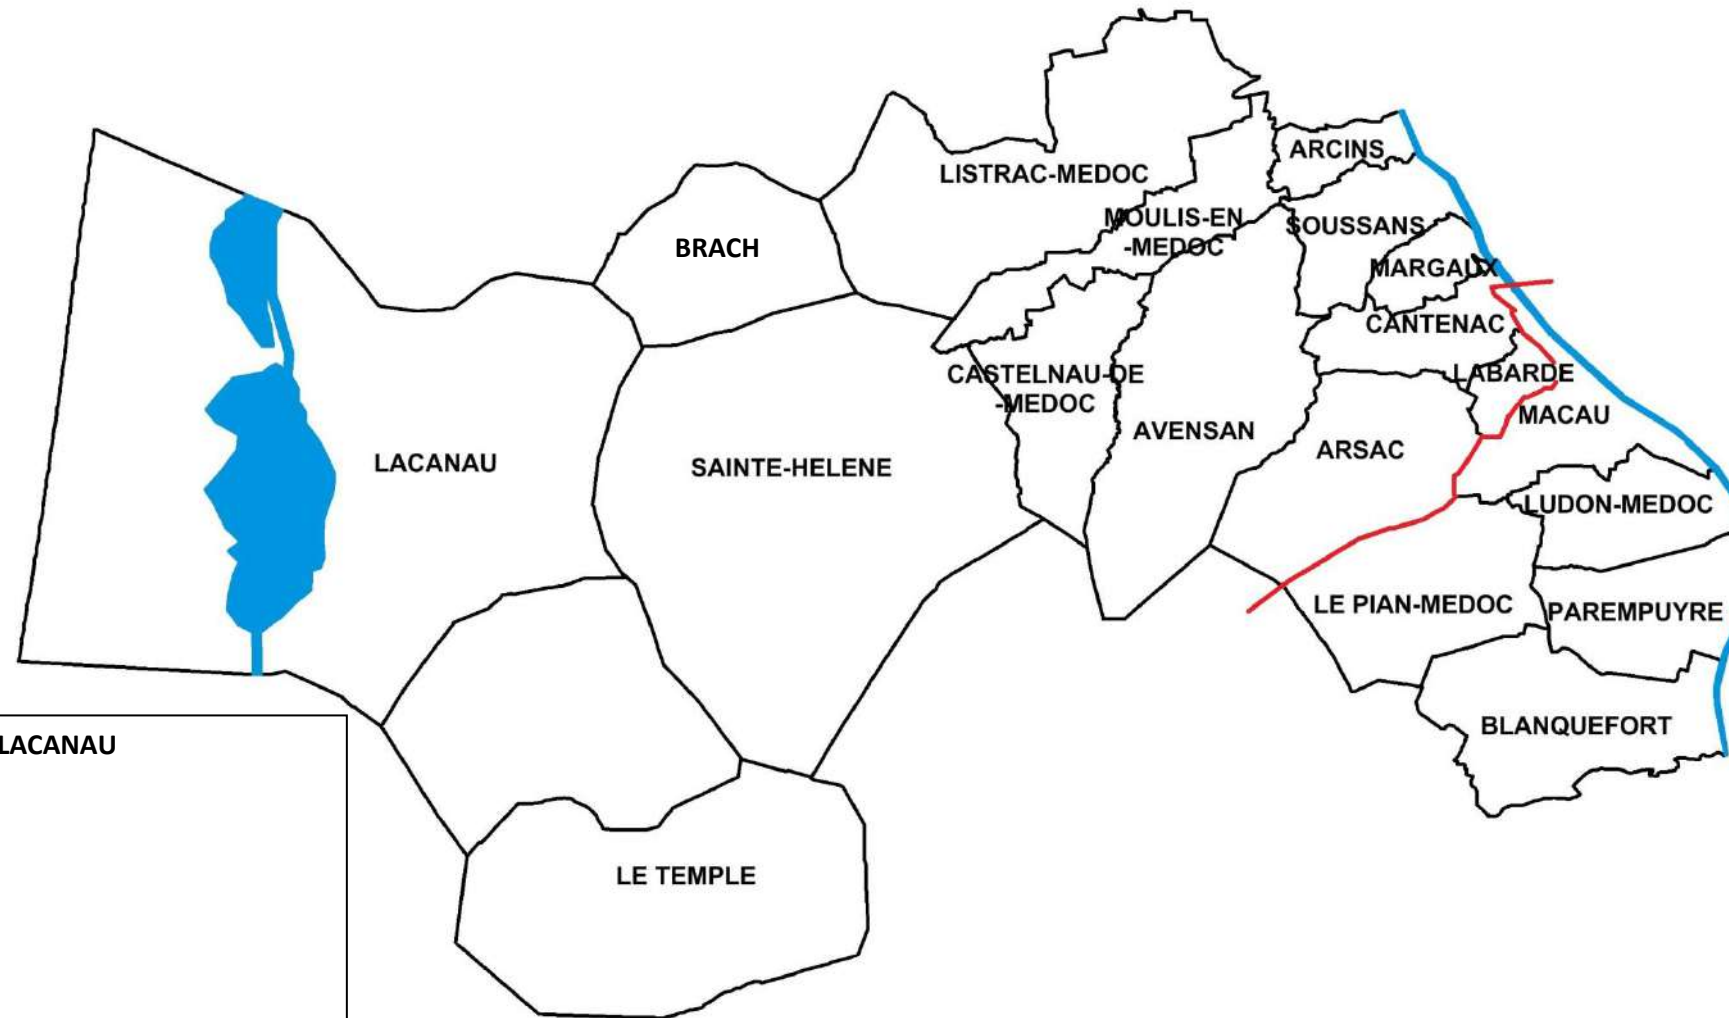 ARCINS
LISTRAC-MEDOC
MOULIS-EN
-MEDOC
SOUSSANS
BRACH
MARGAUX
CANTENAC
CASTELNAU-DE
-MEDOC
LABARDE
MACAU
AVENSAN
ARSAC
LACANAU
SAINTE-HELENE
LUDON-MEDOC
LE PIAN-MEDOC
PAREMPUYRE
BLANQUEFORT
LACANAU
LE TEMPLE